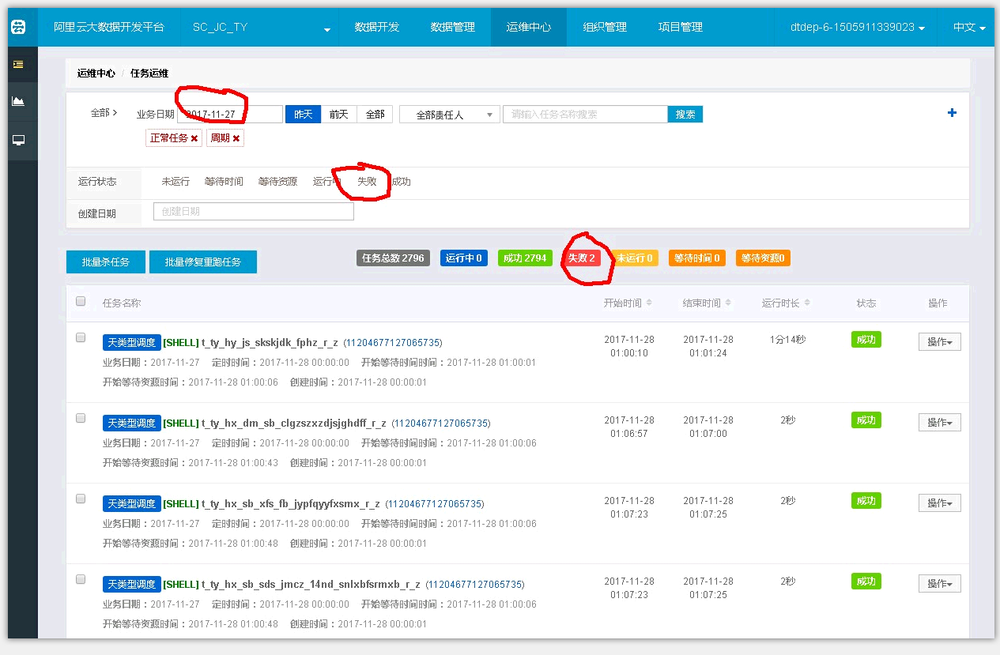 阿里云大数据开发平台 SC_JC_TY 数据开发 数据管理 运维中心 组织管理 项目管理 dtdep-6-1505911339023 中文
运维中心 / 任务运维
全部 业务日期 2017-11-27 昨天 前天 全部 全部责任人 请输入任务名称搜索 搜索
正常任务 周期
运行状态 未运行 等待时间 等待资源 运行中 失败 成功
创建日期 创建日期
批量杀任务 批量修复重跑任务 任务总数 2796 运行中 0 成功 2794 失败 2 未运行 0 等待时间 0 等待资源0
任务名称 开始时间 结束时间 运行时长 状态 操作
天类型调度 [SHELL] t_ty_hy_js_skskjdk_fphz_r_z (11204677127065735) 2017-11-28 01:00:10 2017-11-28 01:01:24 1分14秒 成功 操作
业务日期：2017-11-27 定时时间：2017-11-28 00:00:00 开始等待时间时间：2017-11-28 01:00:01
开始等待资源时间：2017-11-28 01:00:06 创建时间：2017-11-28 00:00:01
天类型调度 [SHELL] t_ty_hx_dm_sb_clgzszzzdjsjghdff_r_z (11204677127065735) 2017-11-28 01:06:57 2017-11-28 01:07:00 2秒 成功 操作
业务日期：2017-11-27 定时时间：2017-11-28 00:00:00 开始等待时间时间：2017-11-28 01:00:06
开始等待资源时间：2017-11-28 01:00:43 创建时间：2017-11-28 00:00:01
天类型调度 [SHELL] t_ty_hx_sb_xfs_fb_jypfqyyfxsmx_r_z (11204677127065735) 2017-11-28 01:07:23 2017-11-28 01:07:25 2秒 成功 操作
业务日期：2017-11-27 定时时间：2017-11-28 00:00:00 开始等待时间时间：2017-11-28 01:00:06
开始等待资源时间：2017-11-28 01:00:48 创建时间：2017-11-28 00:00:01
天类型调度 [SHELL] t_ty_hx_sb_sds_jmcz_14nd_snlxbfsrmxb_r_z (11204677127065735) 2017-11-28 01:07:23 2017-11-28 01:07:25 2秒 成功 操作
业务日期：2017-11-27 定时时间：2017-11-28 00:00:00 开始等待时间时间：2017-11-28 01:00:06
开始等待资源时间：2017-11-28 01:00:48 创建时间：2017-11-28 00:00:01